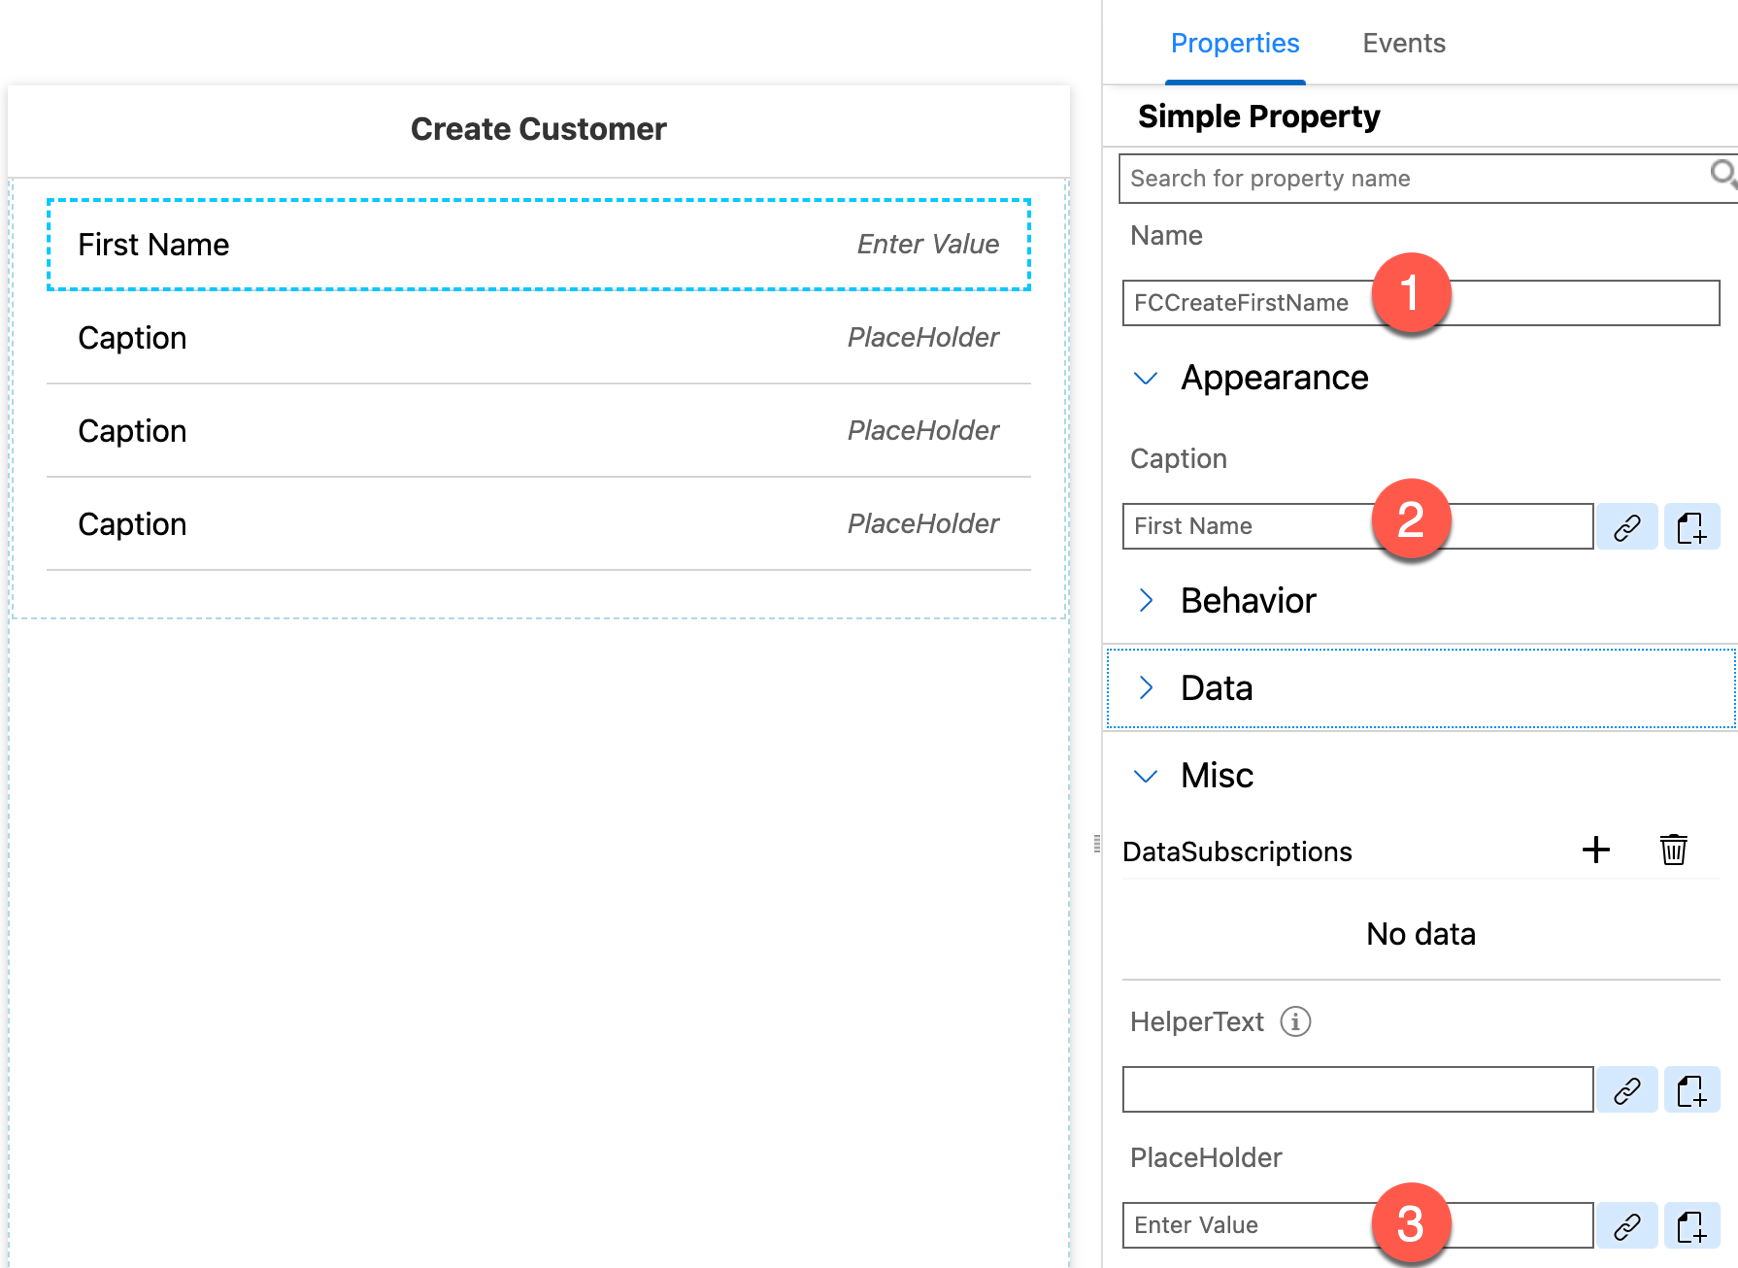 Create Customer
First Name Enter Value
Caption PlaceHolder
Caption PlaceHolder
Caption PlaceHolder
Properties Events
Simple Property
Search for property name
Name
FCCreateFirstName 1
Appearance
Caption
First Name 2
Behavior
Data
Misc
DataSubscriptions
No data
HelperText
PlaceHolder
Enter Value 3